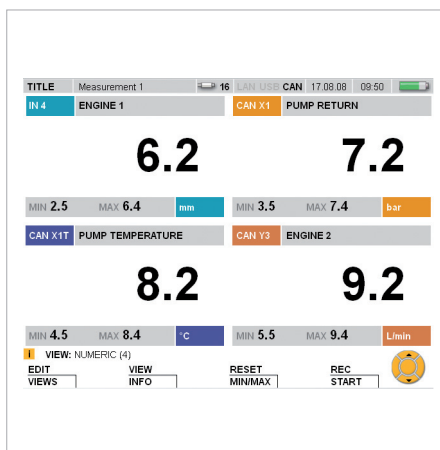 TITLE Measurement 1 16 LAN USB CAN 17.08.08 09:50
IN 4 ENGINE 1 CAN X1 PUMP RETURN
6.2 7.2
MIN 2.5 MAX 6.4 mm MIN 3.5 MAX 7.4 bar
CAN X1T PUMP TEMPERATURE CAN Y3 ENGINE 2
8.2 9.2
MIN 4.5 MAX 8.4 °C MIN 5.5 MAX 9.4 L/min
i VIEW: NUMERIC (4)
EDIT VIEW RESET REC
VIEWS INFO MIN/MAX START